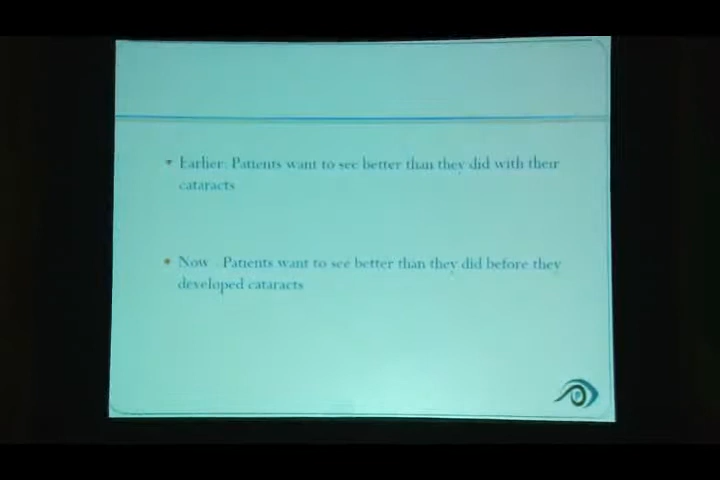 Earlier: Patients want to see better than they did with their
cataracts
Now : Patients want to see better than they did before they
developed cataracts